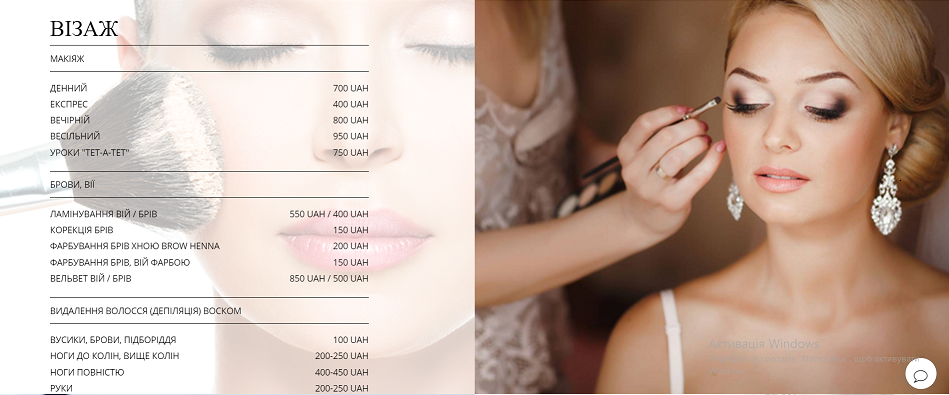 ВІЗАЖ
МАКІЯЖ
ДЕННИЙ 700 UAH
ЕКСПРЕС 400 UAH
ВЕЧІРНІЙ 800 UAH
ВЕСІЛЬНИЙ 950 UAH
УРОКИ "ТЕТ-А-ТЕТ" 750 UAH
БРОВИ, ВІЇ
ЛАМІНУВАННЯ ВІЙ / БРІВ 550 UAH / 400 UAH
КОРЕКЦІЯ БРІВ 150 UAH
ФАРБУВАННЯ БРІВ ХНОЮ BROW HENNA 200 UAH
ФАРБУВАННЯ БРІВ, ВІЙ ФАРБОЮ 150 UAH
ВЕЛЬВЕТ ВІЙ / БРІВ 850 UAH / 500 UAH
ВИДАЛЕННЯ ВОЛОССЯ (ДЕПІЛЯЦІЯ) ВОСКОМ
ВУСИКИ, БРОВИ, ПІДБОРІДДЯ 100 UAH
НОГИ ДО КОЛІН, ВИЩЕ КОЛІН 200-250 UAH
НОГИ ПОВНІСТЮ 400-450 UAH
РУКИ 200-250 UAH
Активація Windows
щоб активувати